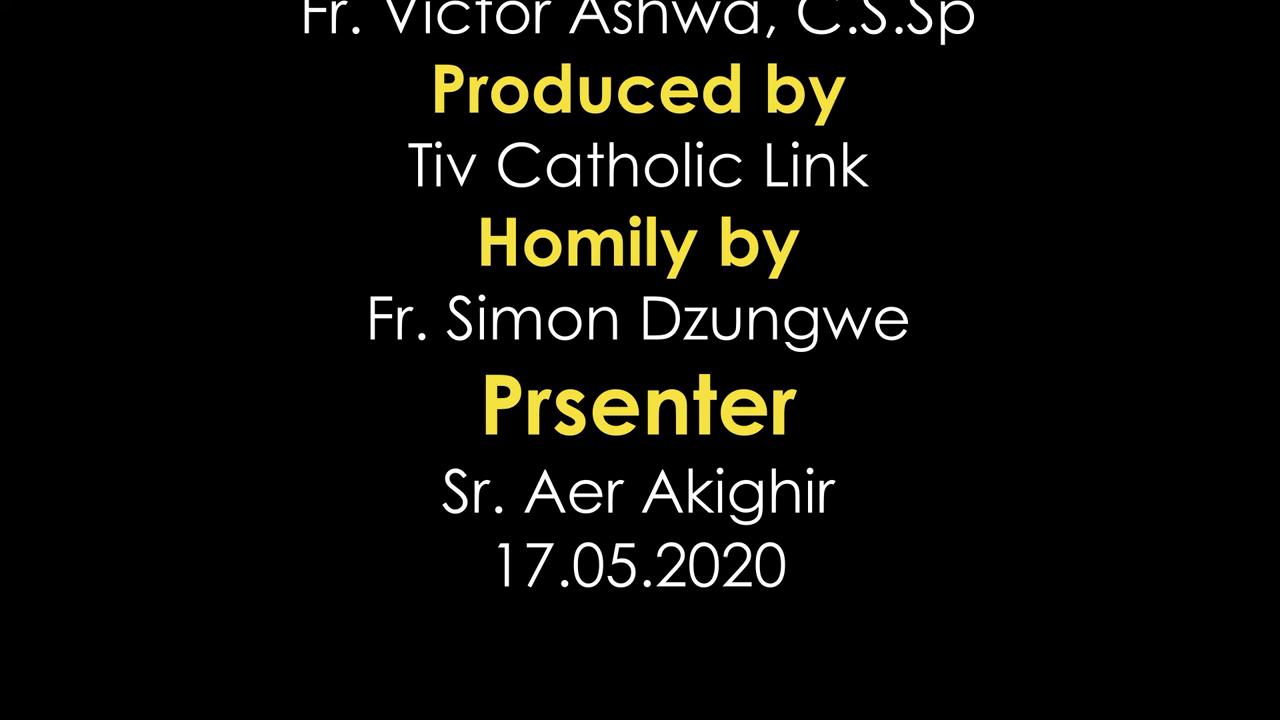 Fr. Victor Ashwa, C.S.Sp
Produced by
Tiv Catholic Link
Homily by
Fr. Simon Dzungwe
Prsenter
Sr. Aer Akighir
17.05.2020